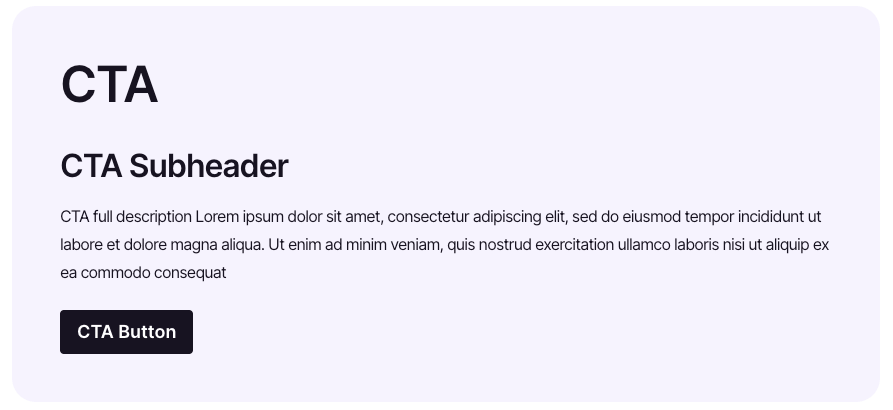 CTA
CTA Subheader
CTA full description Lorem ipsum dolor sit amet, consectetur adipiscing elit, sed do eiusmod tempor incididunt ut
labore et dolore magna aliqua. Ut enim ad minim veniam, quis nostrud exercitation ullamco laboris nisi ut aliquip ex
ea commodo consequat
CTA Button